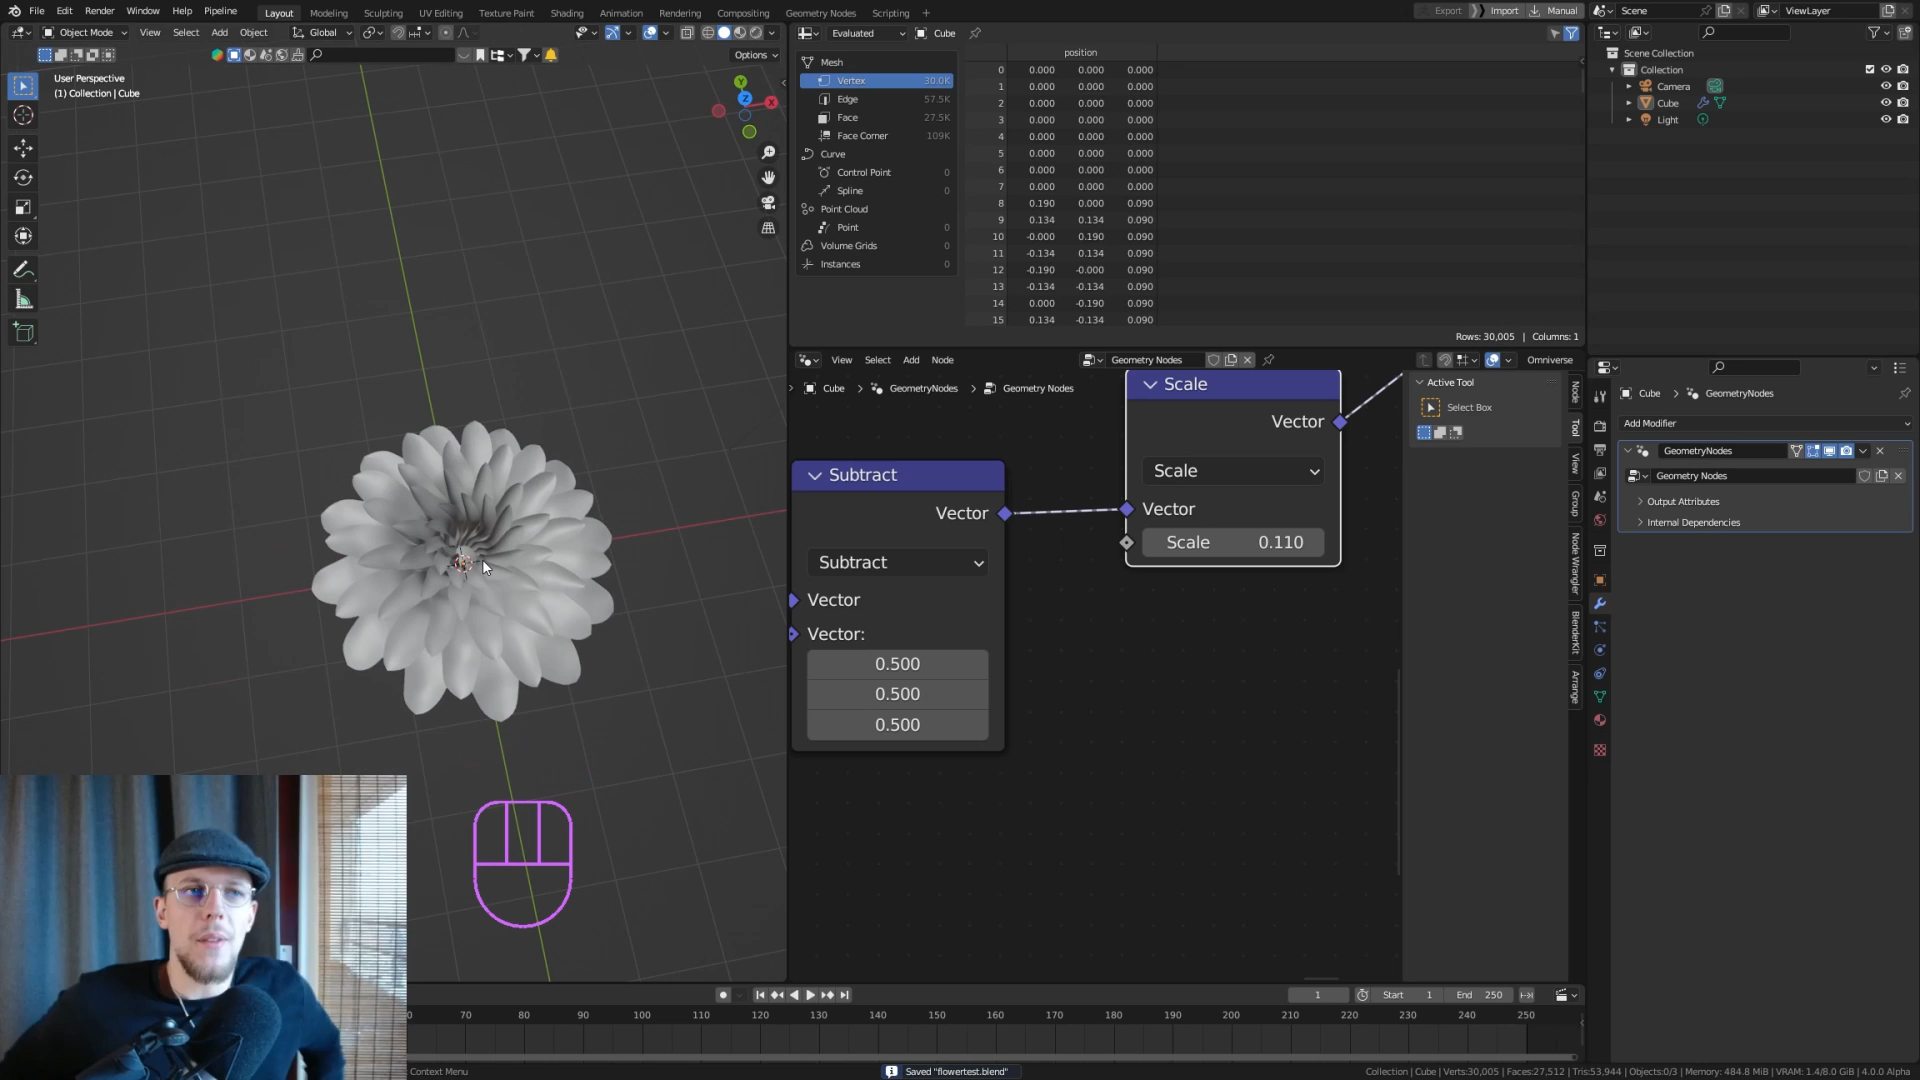 File Edit Render Window Help Pipeline
Layout Modeling Sculpting UV Editing Texture Paint Shading Animation Rendering Compositing Geometry Nodes Scripting +
Export Import Manual
Scene
ViewLayer
Object Mode View Select Add Object Global
Options
User Perspective
(1) Collection | Cube
Y
Z
X
Evaluated Cube
Mesh
Vertex 30.0K
Edge 57.5K
Face 27.5K
Face Corner 109K
Curve
Control Point 0
Spline 0
Point Cloud
Point 0
Volume Grids 0
Instances 0
position
0 0.000 0.000 0.000
1 0.000 0.000 0.000
2 0.000 0.000 0.000
3 0.000 0.000 0.000
4 0.000 0.000 0.000
5 0.000 0.000 0.000
6 0.000 0.000 0.000
7 0.000 0.000 0.000
8 0.190 0.000 0.090
9 0.134 0.134 0.090
10 -0.000 0.190 0.090
11 -0.134 0.134 0.090
12 -0.190 -0.000 0.090
13 -0.134 -0.134 0.090
14 0.000 -0.190 0.090
15 0.134 -0.134 0.090
Rows: 30,005 | Columns: 1
View Select Add Node Geometry Nodes Omniverse
Cube GeometryNodes Geometry Nodes
Subtract
Vector
Subtract
Vector
Vector:
0.500
0.500
0.500
Scale
Vector
Scale
Vector
Scale 0.110
Active Tool
Select Box
Node
Tool
View
Group
Node Wrangler
BlenderKit
Arrange
Scene Collection
Collection
Camera
Cube
Light
Cube GeometryNodes
Add Modifier
GeometryNodes
Geometry Nodes
Output Attributes
Internal Dependencies
1 Start 1 End 250
70 80 90 100 110 120 130 140 150 160 170 180 190 200 210 220 230 240 250
Context Menu
Saved "flowertest.blend"
Collection | Cube | Verts:30,005 | Faces:27,512 | Tris:53,944 | Objects:0/3 | Memory: 484.8 MiB | VRAM: 1.4/8.0 GiB | 4.0.0 Alpha